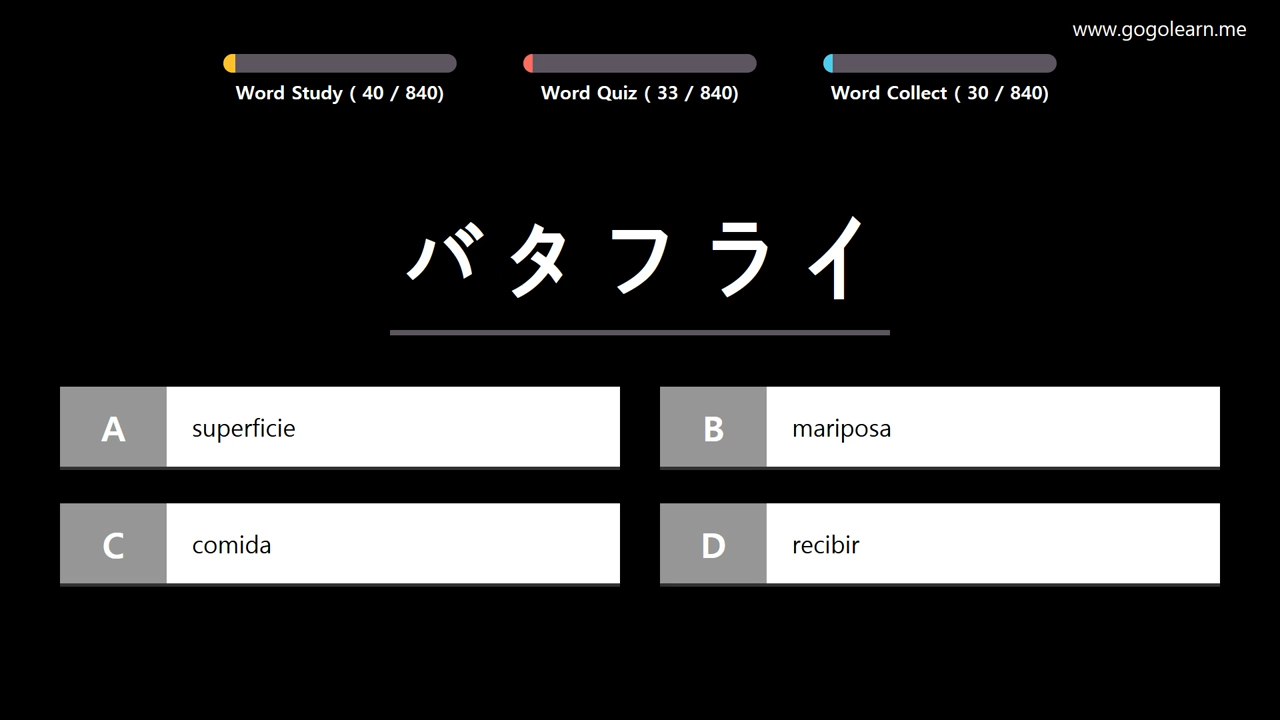 www.gogolearn.me
Word Study ( 40 / 840)
Word Quiz ( 33 / 840)
Word Collect ( 30 / 840)
バタフライ
A superficie
B mariposa
C comida
D recibir